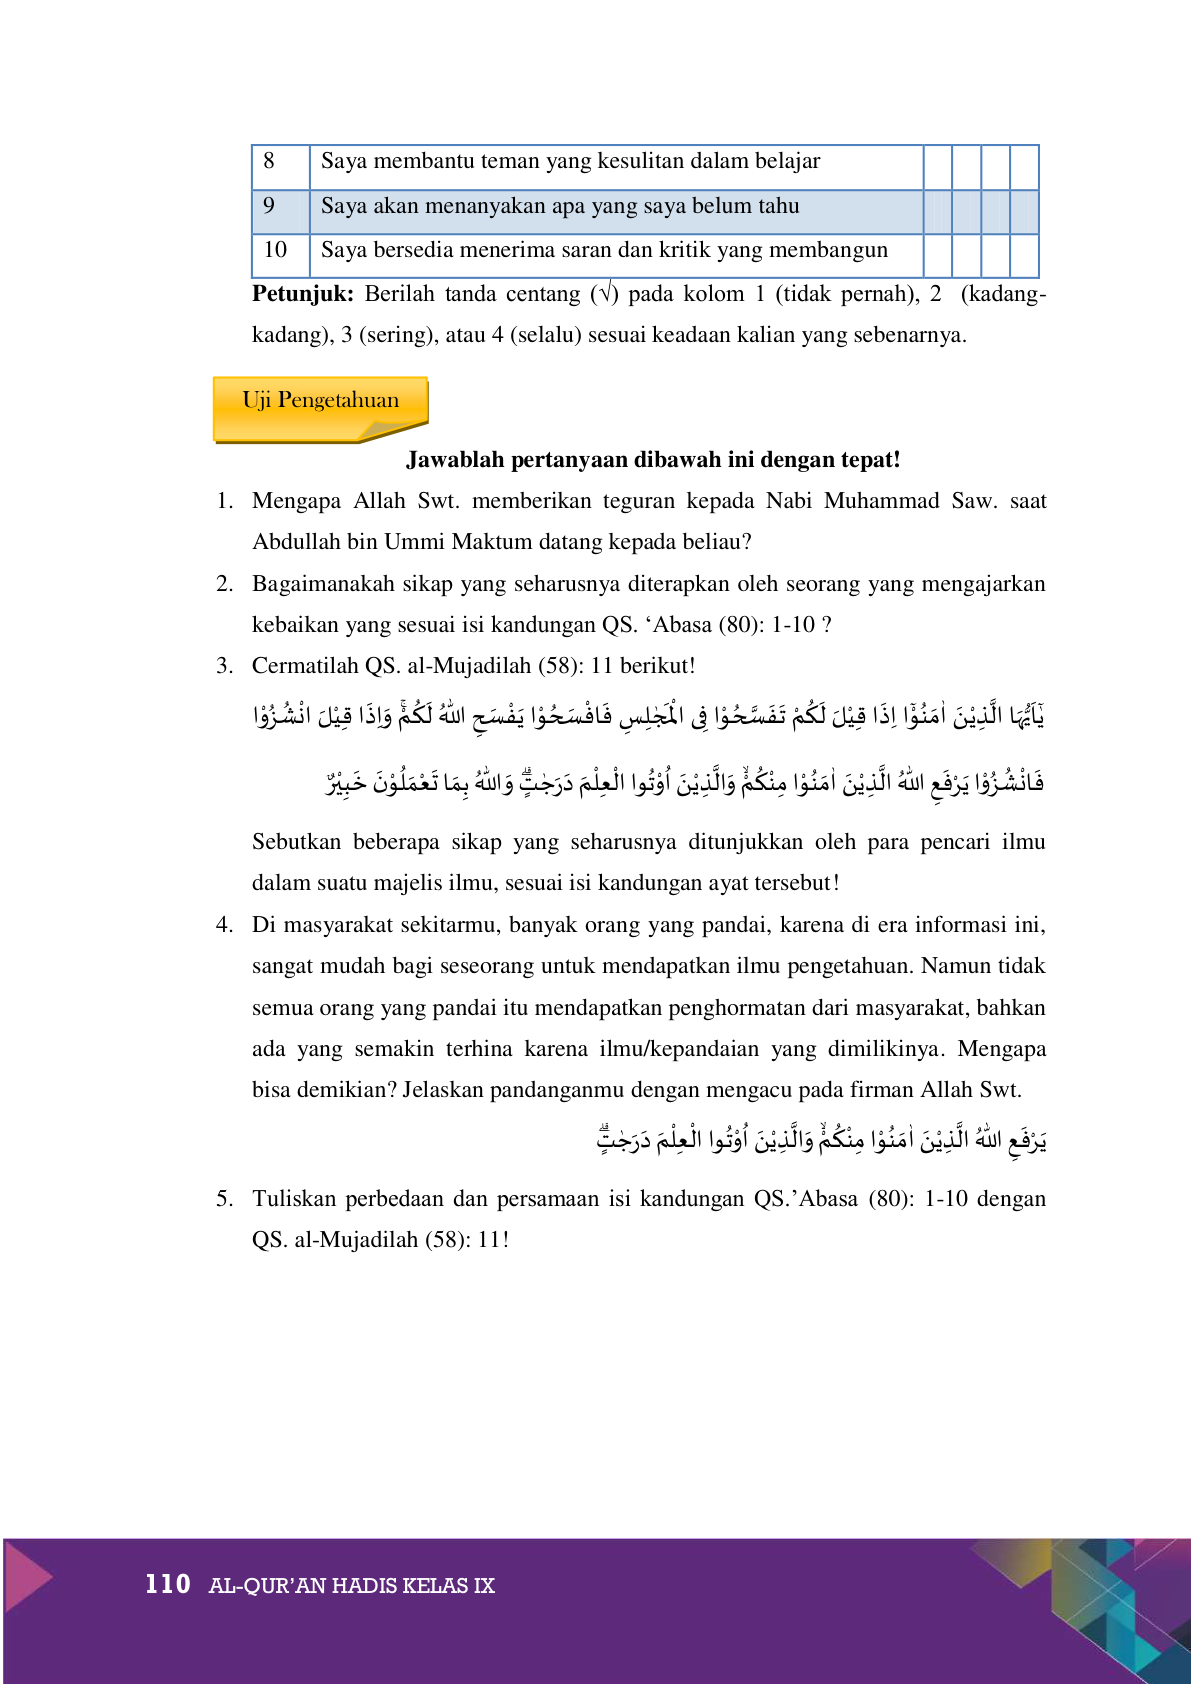 8 Saya membantu teman yang kesulitan dalam belajar
9 Saya akan menanyakan apa yang saya belum tahu
10 Saya bersedia menerima saran dan kritik yang membangun
Petunjuk: Berilah tanda centang (√) pada kolom 1 (tidak pernah), 2 (kadang-
kadang), 3 (sering), atau 4 (selalu) sesuai keadaan kalian yang sebenarnya.
Uji Pengetahuan
Jawablah pertanyaan dibawah ini dengan tepat!
1. Mengapa Allah Swt. memberikan teguran kepada Nabi Muhammad Saw. saat
Abdullah bin Ummi Maktum datang kepada beliau?
2. Bagaimanakah sikap yang seharusnya diterapkan oleh seorang yang mengajarkan
kebaikan yang sesuai isi kandungan QS. ‘Abasa (80): 1-10 ?
3. Cermatilah QS. al-Mujadilah (58): 11 berikut!
يٰٓاَيُّهَا الَّذِيْنَ اٰمَنُوْٓا اِذَا قِيْلَ لَكُمْ تَفَسَّحُوْا فِى الْمَجٰلِسِ فَافْسَحُوْا يَفْسَحِ اللّٰهُ لَكُمْۚ وَاِذَا قِيْلَ انْشُزُوْا
فَانْشُزُوْا يَرْفَعِ اللّٰهُ الَّذِيْنَ اٰمَنُوْا مِنْكُمْۙ وَالَّذِيْنَ اُوْتُوا الْعِلْمَ دَرَجٰتٍۗ وَاللّٰهُ بِمَا تَعْمَلُوْنَ خَبِيْرٌ
Sebutkan beberapa sikap yang seharusnya ditunjukkan oleh para pencari ilmu
dalam suatu majelis ilmu, sesuai isi kandungan ayat tersebut!
4. Di masyarakat sekitarmu, banyak orang yang pandai, karena di era informasi ini,
sangat mudah bagi seseorang untuk mendapatkan ilmu pengetahuan. Namun tidak
semua orang yang pandai itu mendapatkan penghormatan dari masyarakat, bahkan
ada yang semakin terhina karena ilmu/kepandaian yang dimilikinya. Mengapa
bisa demikian? Jelaskan pandanganmu dengan mengacu pada firman Allah Swt.
يَرْفَعِ اللّٰهُ الَّذِيْنَ اٰمَنُوْا مِنْكُمْۙ وَالَّذِيْنَ اُوْتُوا الْعِلْمَ دَرَجٰتٍۗ
5. Tuliskan perbedaan dan persamaan isi kandungan QS.’Abasa (80): 1-10 dengan
QS. al-Mujadilah (58): 11!
110 AL-QUR’AN HADIS KELAS IX